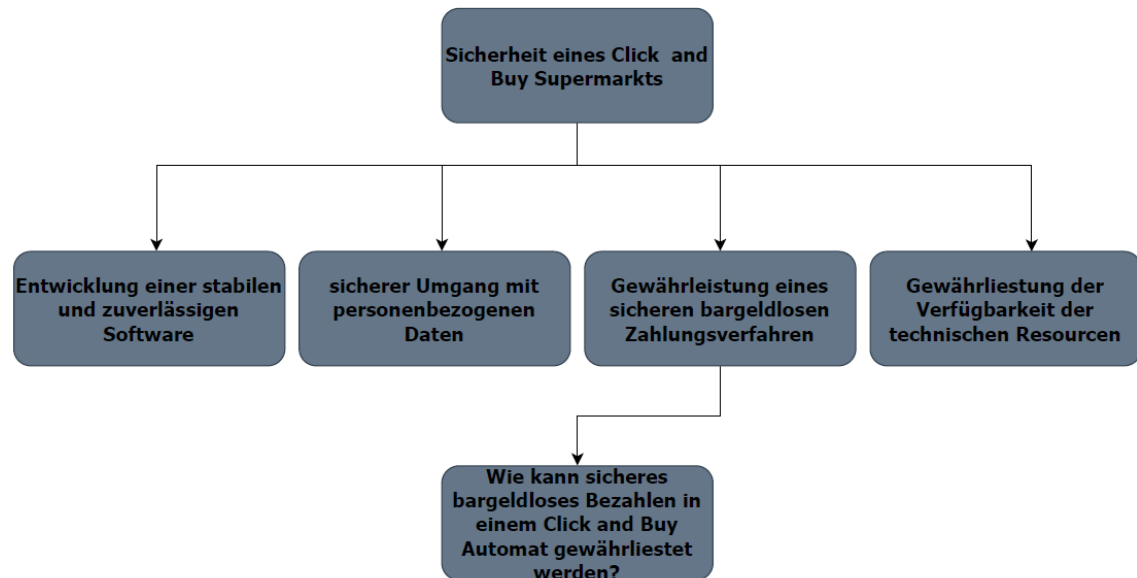 Sicherheit eines Click and
Buy Supermarkts
Entwicklung einer stabilen
und zuverlässigen
Software
sicherer Umgang mit
personenbezogenen
Daten
Gewährleistung eines
sicheren bargeldlosen
Zahlungsverfahren
Gewährliestung der
Verfügbarkeit der
technischen Resourcen
Wie kann sicheres
bargeldloses Bezahlen in
einem Click and Buy
Automat gewährliestet
werden?